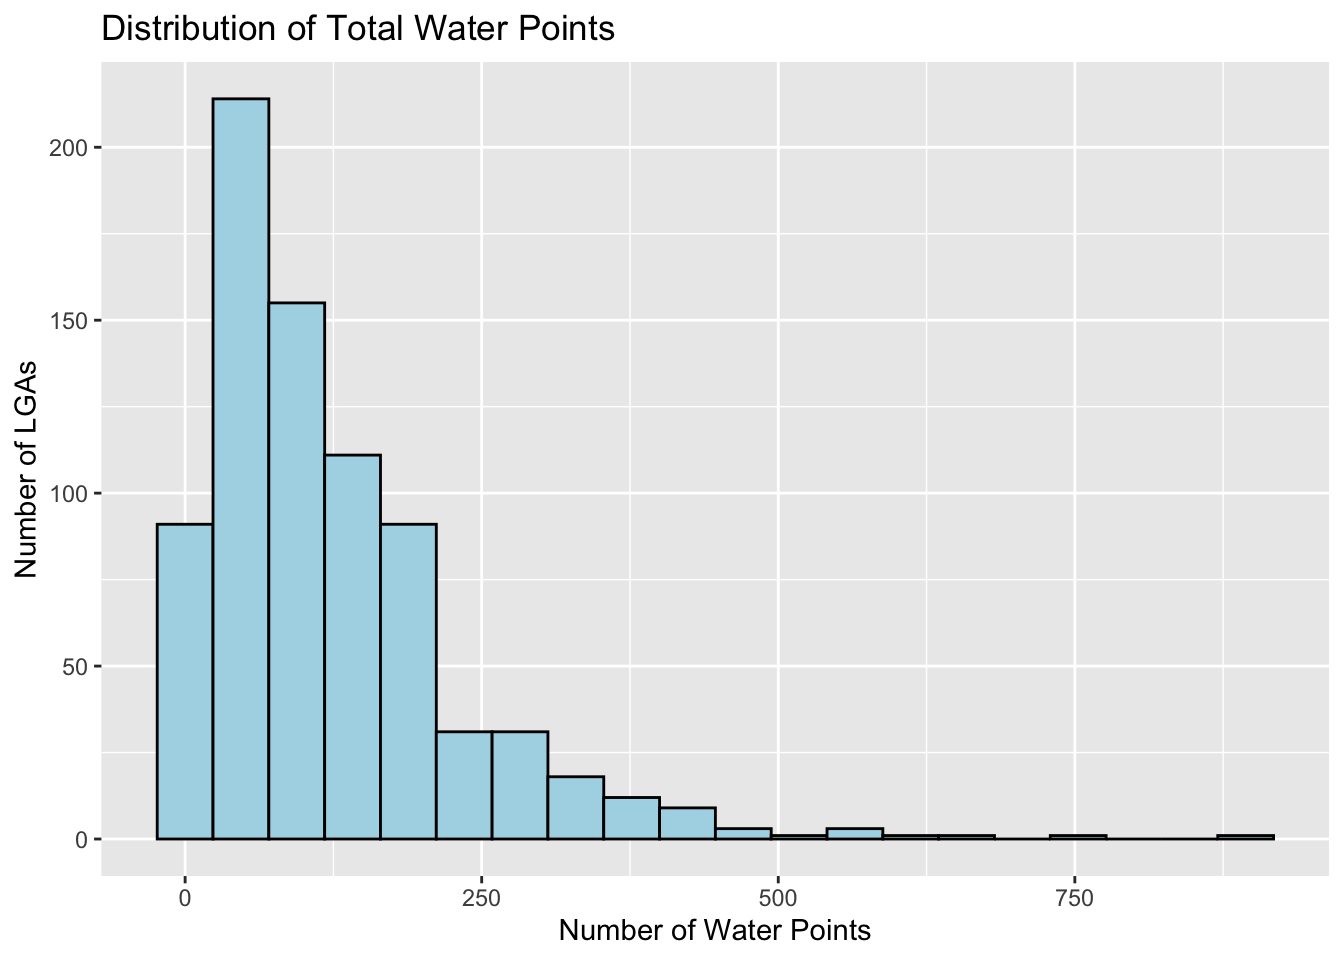 Distribution of Total Water Points
200
150
100
50
0
Number of LGAs
0 250 500 750
Number of Water Points